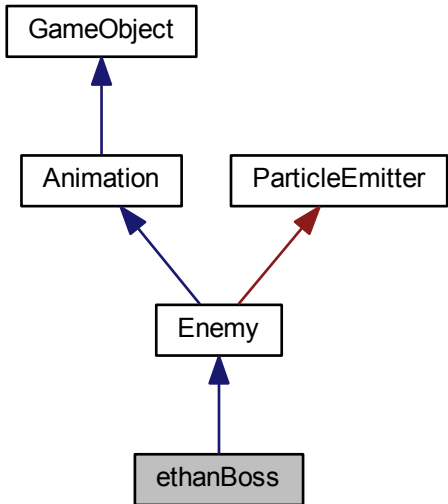 GameObject
Animation
ParticleEmitter
Enemy
ethanBoss